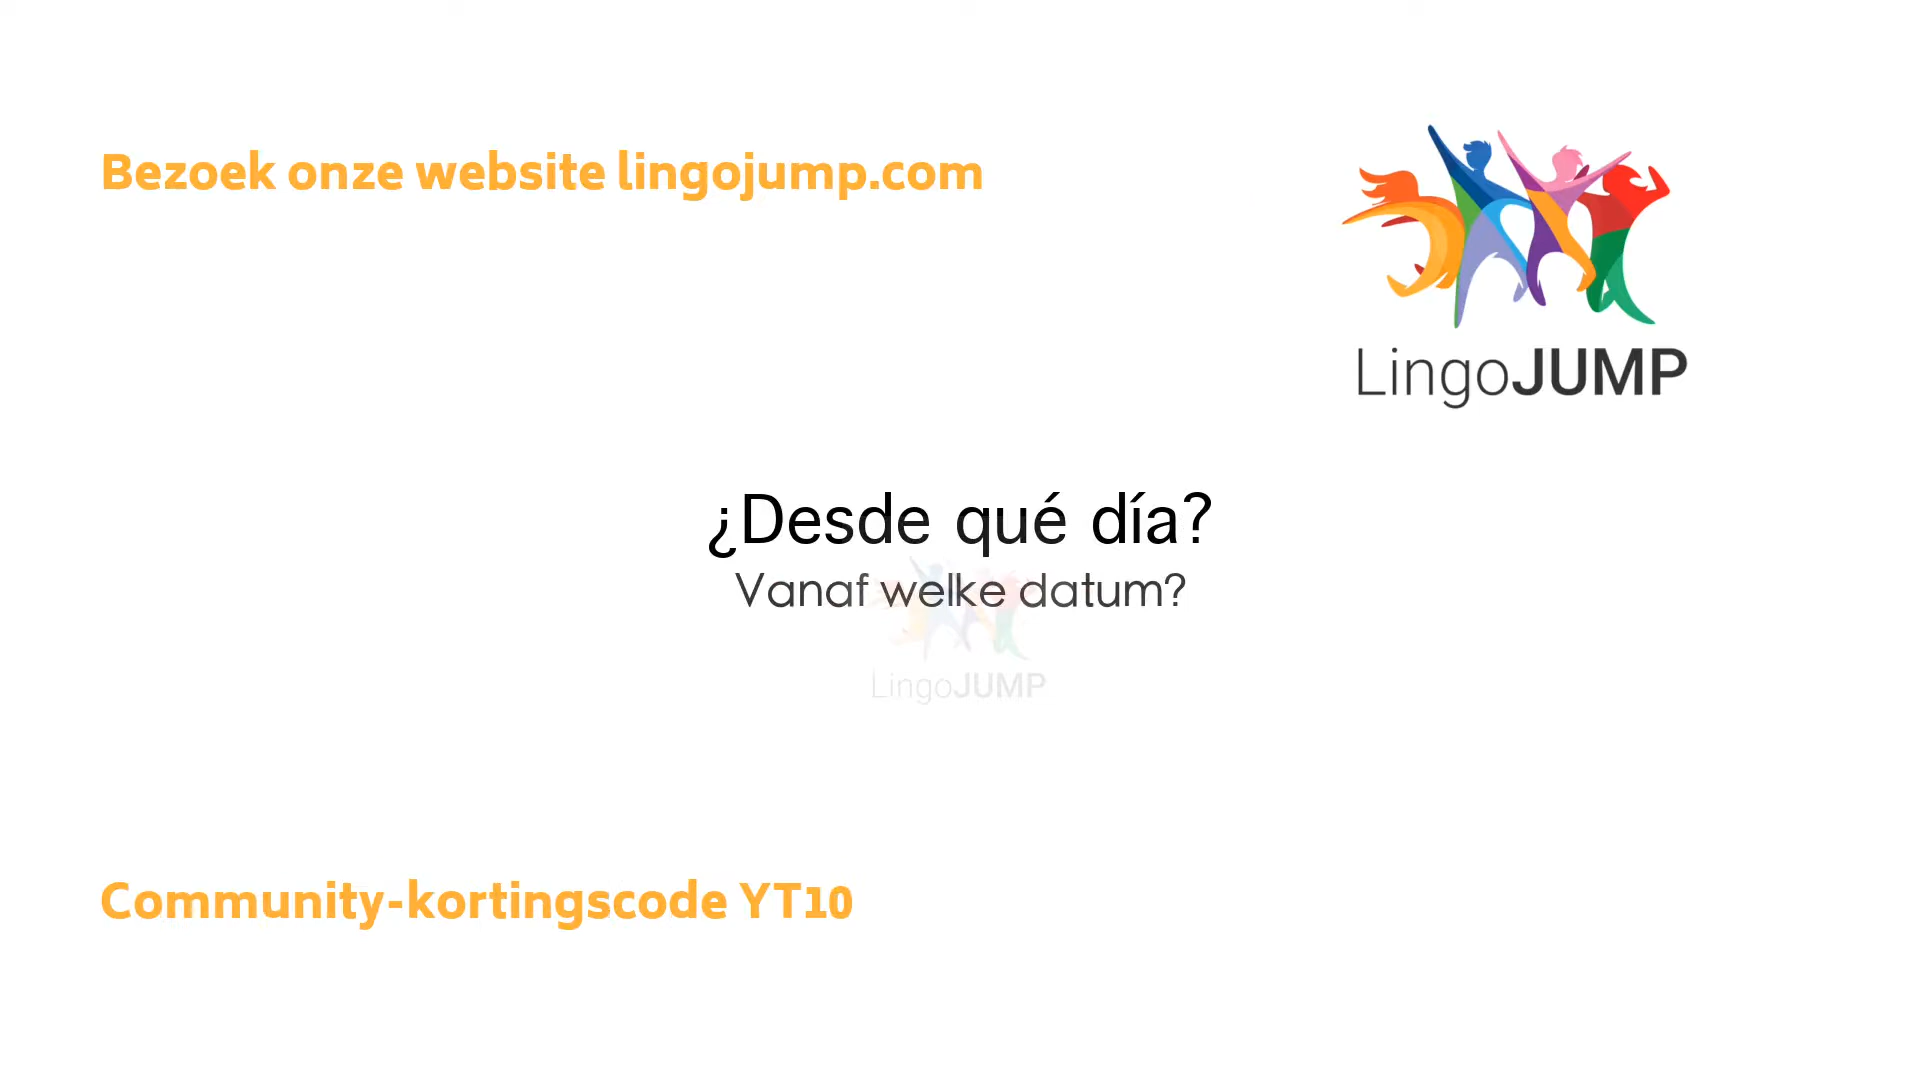 Bezoek onze website lingojump.com
LingoJUMP
¿Desde qué día?
Vanaf welke datum?
LingoJUMP
Community-kortingscode YT10